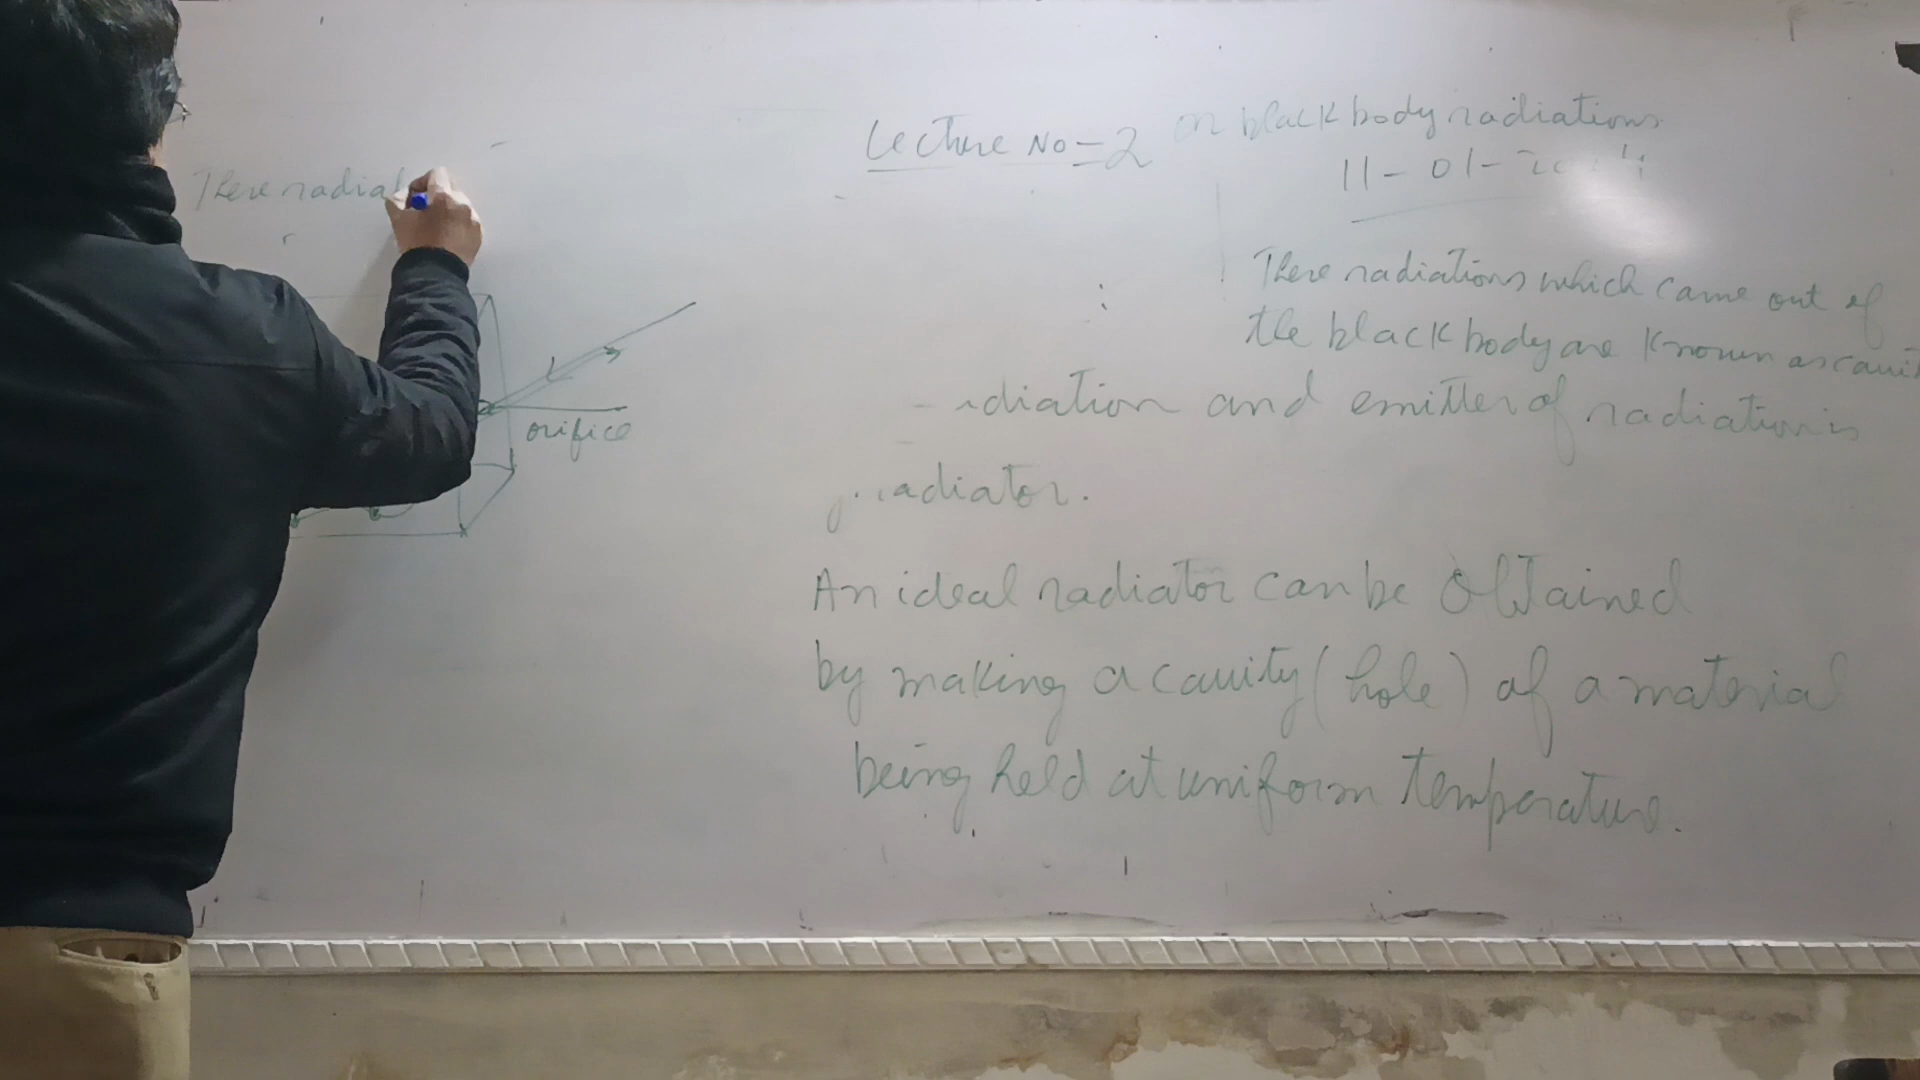 Lecture No=2 on black body radiations
11-01-
There radiations which came out of
the black body are known as cavit
diation and emitter of radiation is
radiator.
An ideal radiator can be obtained
by making a cavity (hole) of a material
being held at uniform temperature.
There radiat
orifice